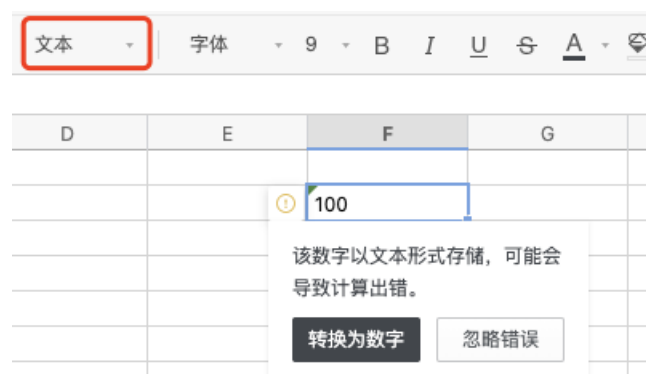 文本 字体 9 B I U S A
D E F G
100
该数字以文本形式存储，可能会
导致计算出错。
转换为数字 忽略错误